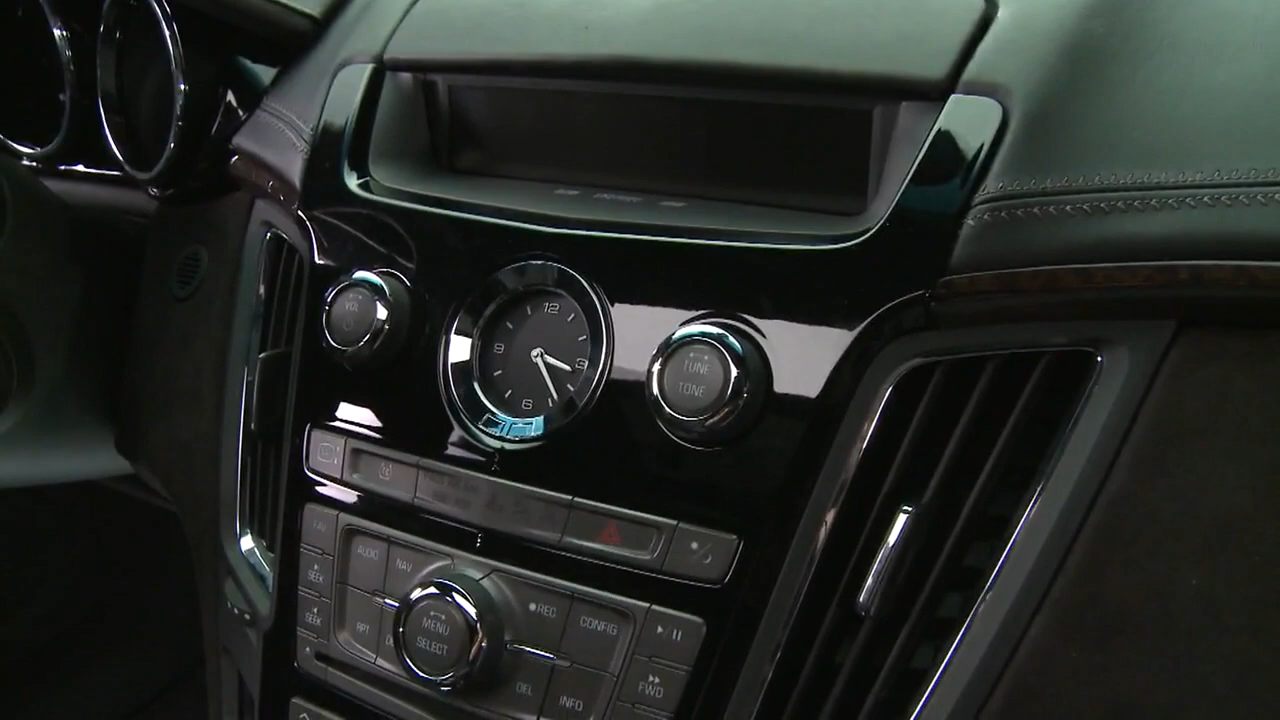 VOL
12
9
3
6
TUNE
TONE
FAV
SEEK
SEEK
AUDIO
NAV
RPT
MENU
SELECT
REC
CONFIG
DEL
INFO
FWD